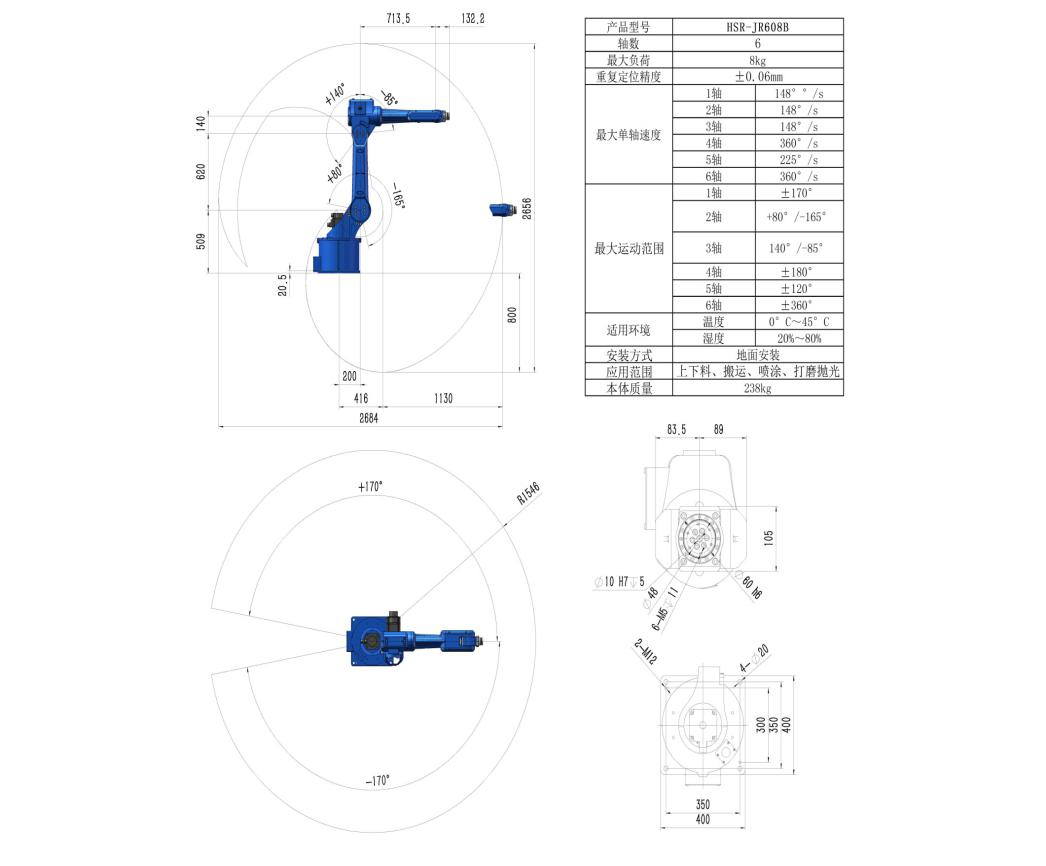 713.5 132.2
+140° -85°
140
+80°
620
-165°
2656
509
20.5
800
200
416 1130
2684
产品型号 HSR-JR608B
轴数 6
最大负荷 8kg
重复定位精度 ±0.06mm
最大单轴速度
1轴 148°°/s
2轴 148°/s
3轴 148°/s
4轴 360°/s
5轴 225°/s
6轴 360°/s
最大运动范围
1轴 ±170°
2轴 +80°/-165°
3轴 140°/-85°
4轴 ±180°
5轴 ±120°
6轴 ±360°
适用环境
温度 0°C～45°C
湿度 20%～80%
安装方式 地面安装
应用范围 上下料、搬运、喷涂、打磨抛光
本体质量 238kg
+170°
R1546
-170°
83.5 89
105
∅10 H7↧5
∅48
6-M5↧11
∅60 h6
2-M12
4-∅20
300
350
400
350
400